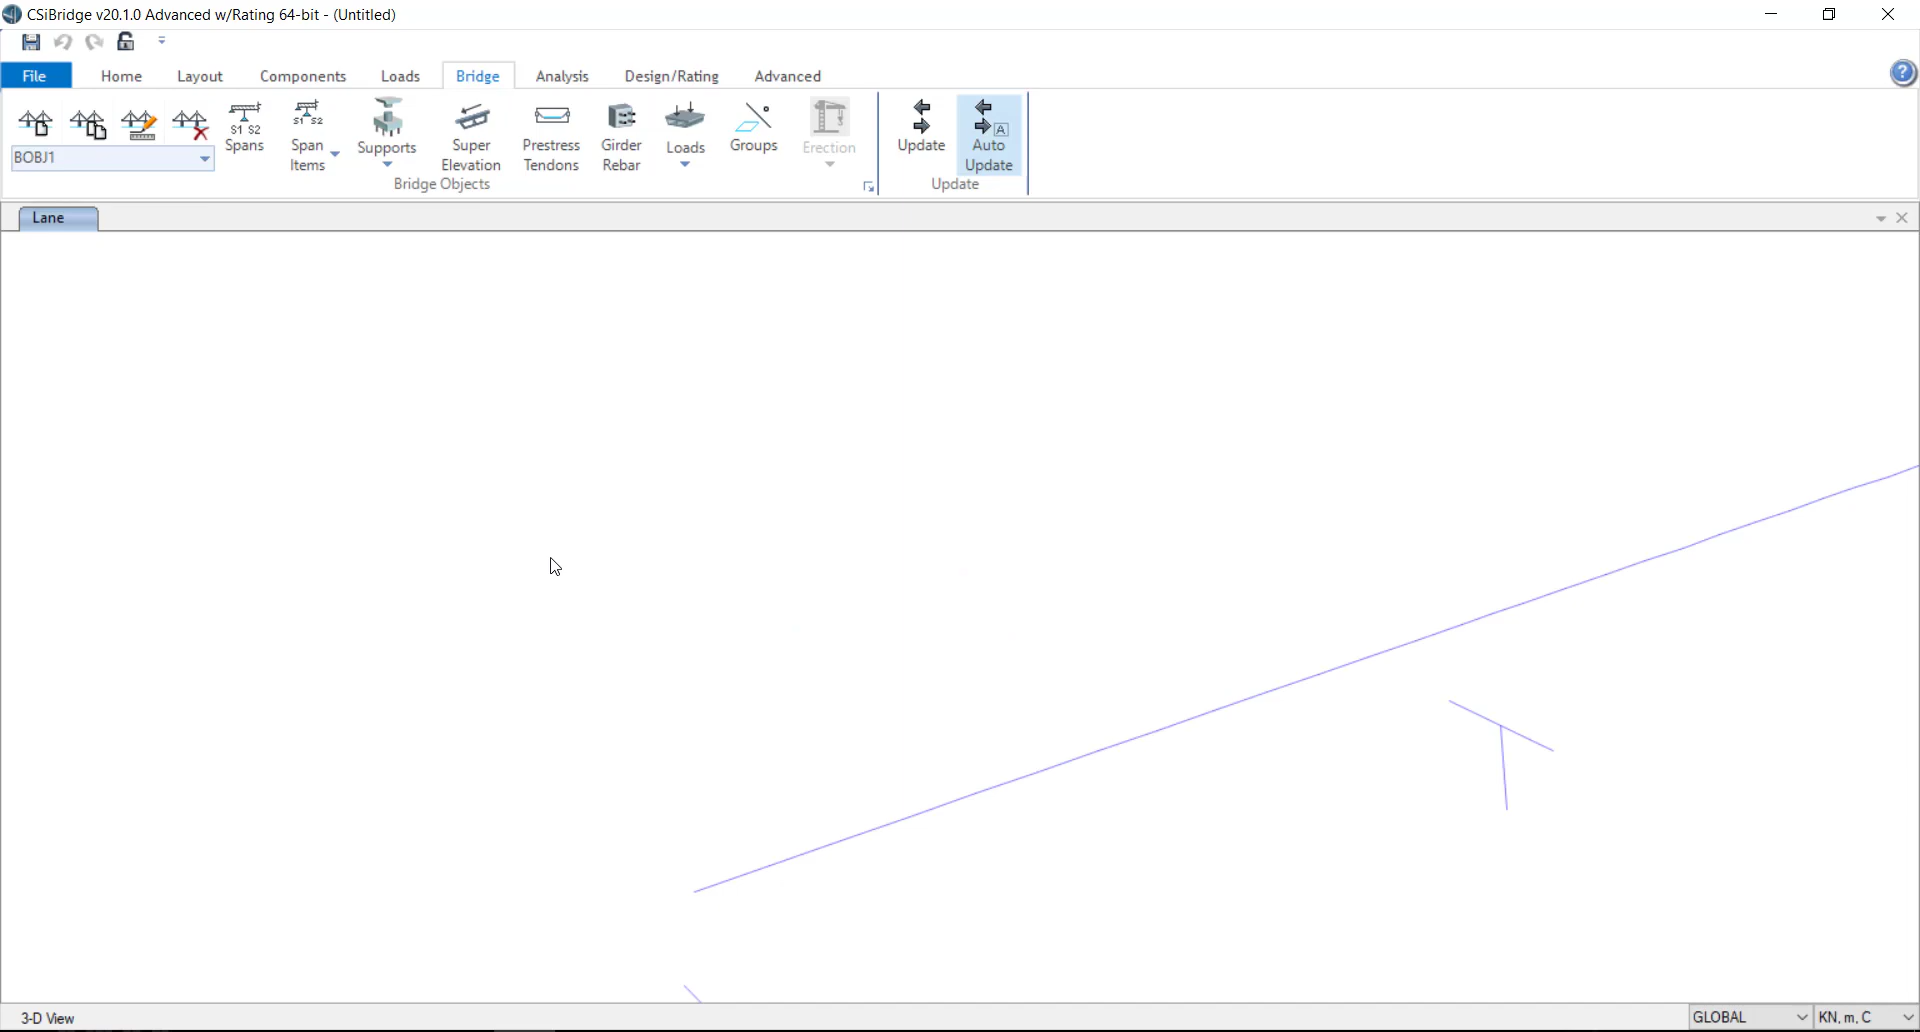 CSiBridge v20.1.0 Advanced w/Rating 64-bit - (Untitled)
File Home Layout Components Loads Bridge Analysis Design/Rating Advanced
BOBJ1
S1 S2
Spans
S1 S2
Span
Items
Supports
Super
Elevation
Prestress
Tendons
Girder
Rebar
Loads
Groups
Erection
Bridge Objects
Update
A
Auto
Update
Update
Lane
3-D View
GLOBAL
KN, m, C